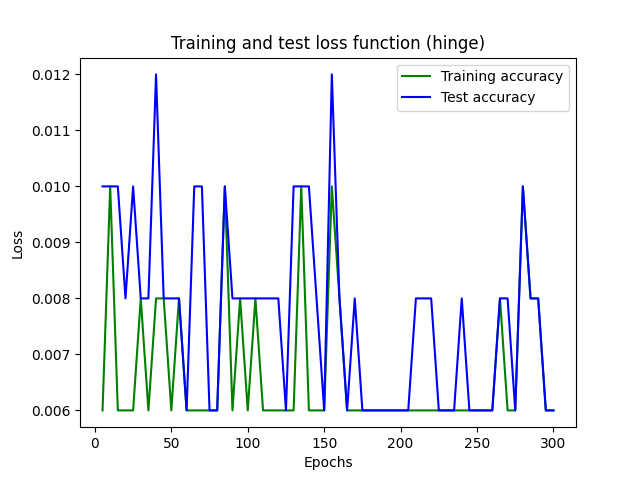 Training and test loss function (hinge)
Training accuracy
Test accuracy
0.012
0.011
0.010
0.009
0.008
0.007
0.006
Loss
0
50
100
150
200
250
300
Epochs